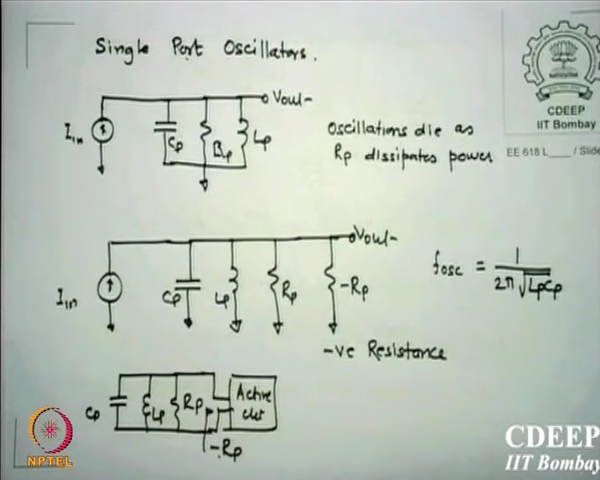 Single Port Oscillators.
Vout
Iin
Cp
Rp
Lp
Oscillations die as
Rp dissipates power
CDEEP
IIT Bombay
EE 618 L____ / Slide
Vout
Iin
Cp
Lp
Rp
-Rp
fosc = 1 / 2π√LpCp
-ve Resistance
Cp
Lp
Rp
Active
ckt
-Rp
NPTEL
CDEEP
IIT Bombay